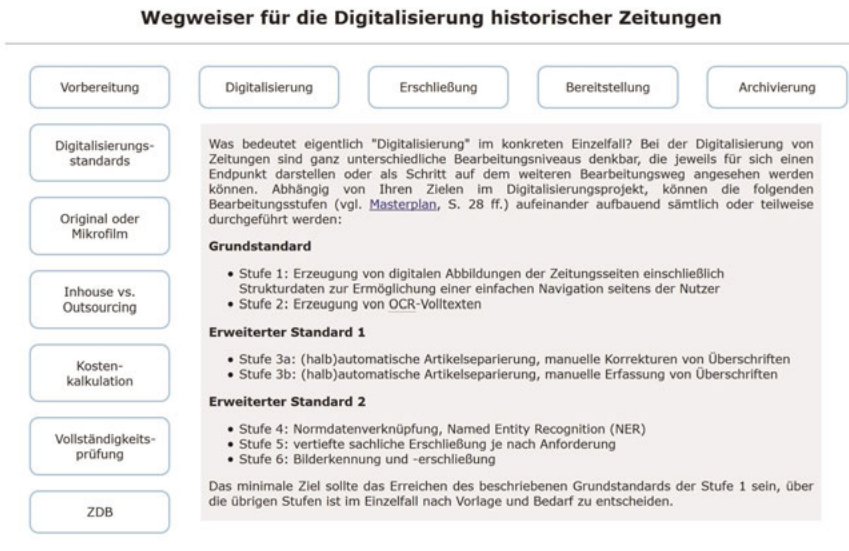 Wegweiser für die Digitalisierung historischer Zeitungen
Vorbereitung
Digitalisierung
Erschließung
Bereitstellung
Archivierung
Digitalisierungs-
standards
Original oder
Mikrofilm
Inhouse vs.
Outsourcing
Kosten-
kalkulation
Vollständigkeits-
prüfung
ZDB
Was bedeutet eigentlich "Digitalisierung" im konkreten Einzelfall? Bei der Digitalisierung von
Zeitungen sind ganz unterschiedliche Bearbeitungsniveaus denkbar, die jeweils für sich einen
Endpunkt darstellen oder als Schritt auf dem weiteren Bearbeitungsweg angesehen werden
können. Abhängig von Ihren Zielen im Digitalisierungsprojekt, können die folgenden
Bearbeitungsstufen (vgl. Masterplan, S. 28 ff.) aufeinander aufbauend sämtlich oder teilweise
durchgeführt werden:
Grundstandard
• Stufe 1: Erzeugung von digitalen Abbildungen der Zeitungsseiten einschließlich
Strukturdaten zur Ermöglichung einer einfachen Navigation seitens der Nutzer
• Stufe 2: Erzeugung von OCR-Volltexten
Erweiterter Standard 1
• Stufe 3a: (halb)automatische Artikelseparierung, manuelle Korrekturen von Überschriften
• Stufe 3b: (halb)automatische Artikelseparierung, manuelle Erfassung von Überschriften
Erweiterter Standard 2
• Stufe 4: Normdatenverknüpfung, Named Entity Recognition (NER)
• Stufe 5: vertiefte sachliche Erschließung je nach Anforderung
• Stufe 6: Bilderkennung und -erschließung
Das minimale Ziel sollte das Erreichen des beschriebenen Grundstandards der Stufe 1 sein, über
die übrigen Stufen ist im Einzelfall nach Vorlage und Bedarf zu entscheiden.